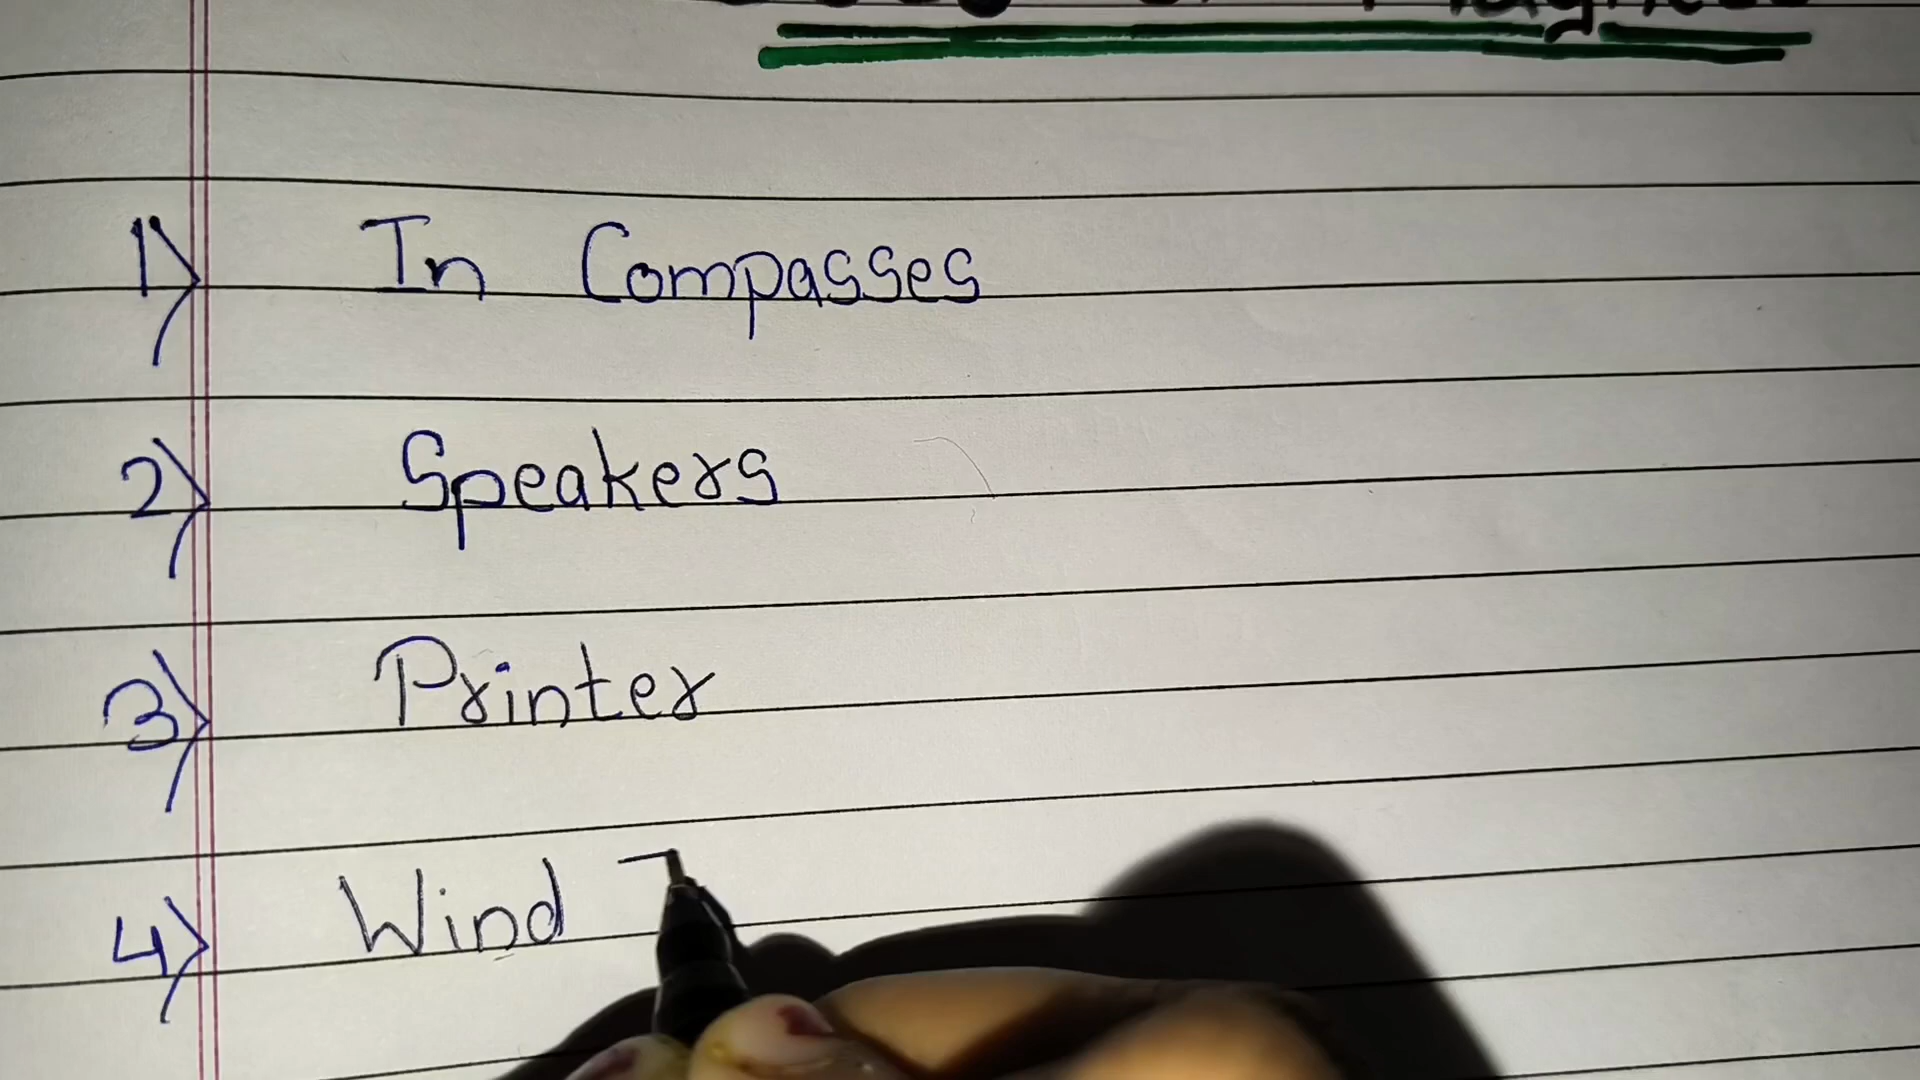 1) In Compasses
2) Speakers
3) Printer
4) Wind T